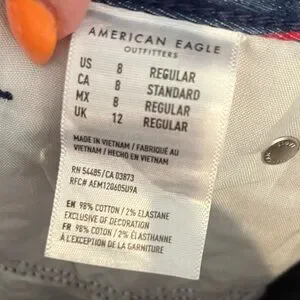 AMERICAN EAGLE
OUTFITTERS
US 8 REGULAR
CA 8 STANDARD
MX 8 REGULAR
UK 12 REGULAR
MADE IN VIETNAM / FABRIQUÉ AU
VIETNAM / HECHO EN VIETNAM
RN 54485/CA 03873
RFC# AEM120605U9A
EN 98% COTTON / 2% ELASTANE
EXCLUSIVE OF DECORATION
FR 98% COTON / 2% ÉLASTHANNE
À L'EXCEPTION DE LA GARNITURE